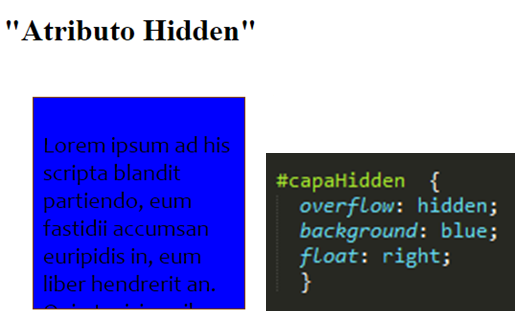 "Atributo Hidden"
Lorem ipsum ad his
scripta blandit
partiendo, eum
fastidii accumsan
euripidis in, eum
liber hendrerit an.
#capaHidden {
overflow: hidden;
background: blue;
float: right;
}